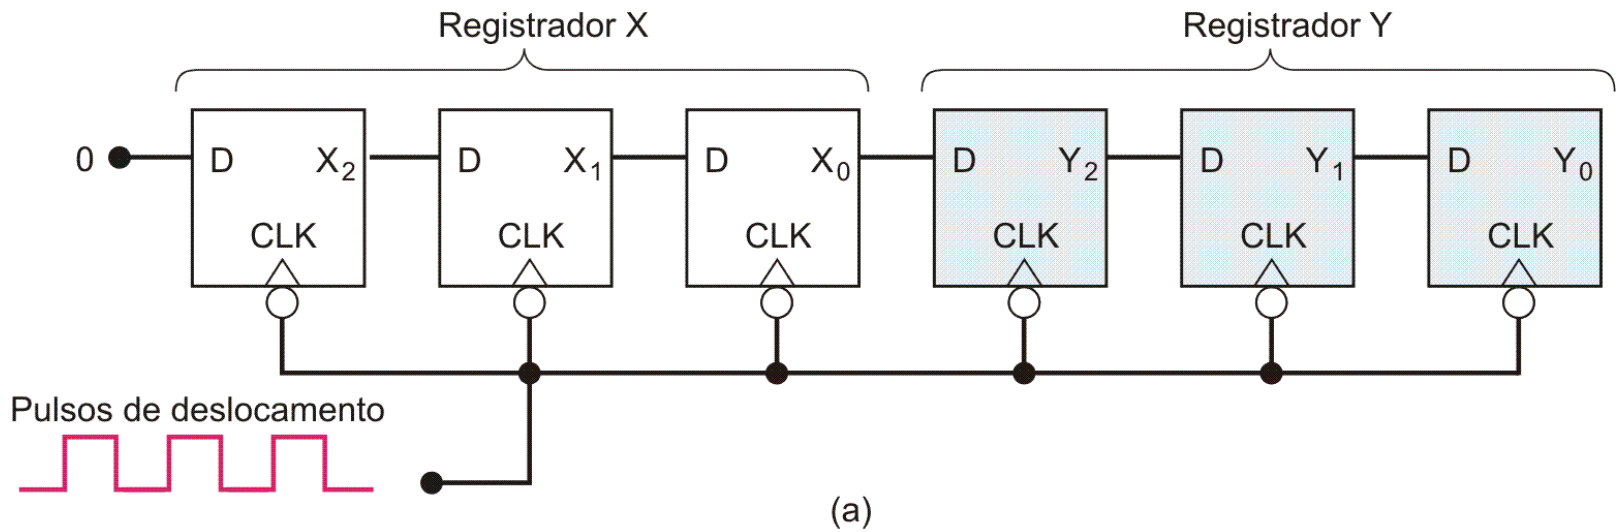 Registrador X Registrador Y
0 D X₂ D X₁ D X₀ D Y₂ D Y₁ D Y₀
CLK CLK CLK CLK CLK CLK
Pulsos de deslocamento
(a)